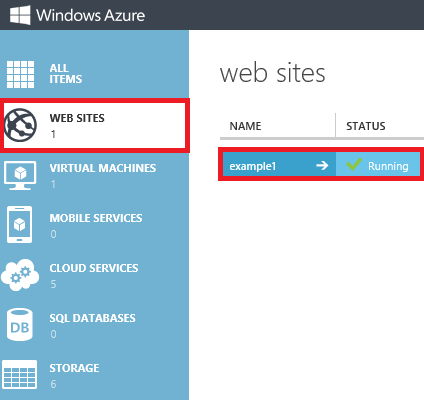 Windows Azure
ALL
ITEMS
WEB SITES
1
VIRTUAL MACHINES
1
MOBILE SERVICES
0
CLOUD SERVICES
5
SQL DATABASES
0
DB
STORAGE
6
web sites
NAME STATUS
example1 Running